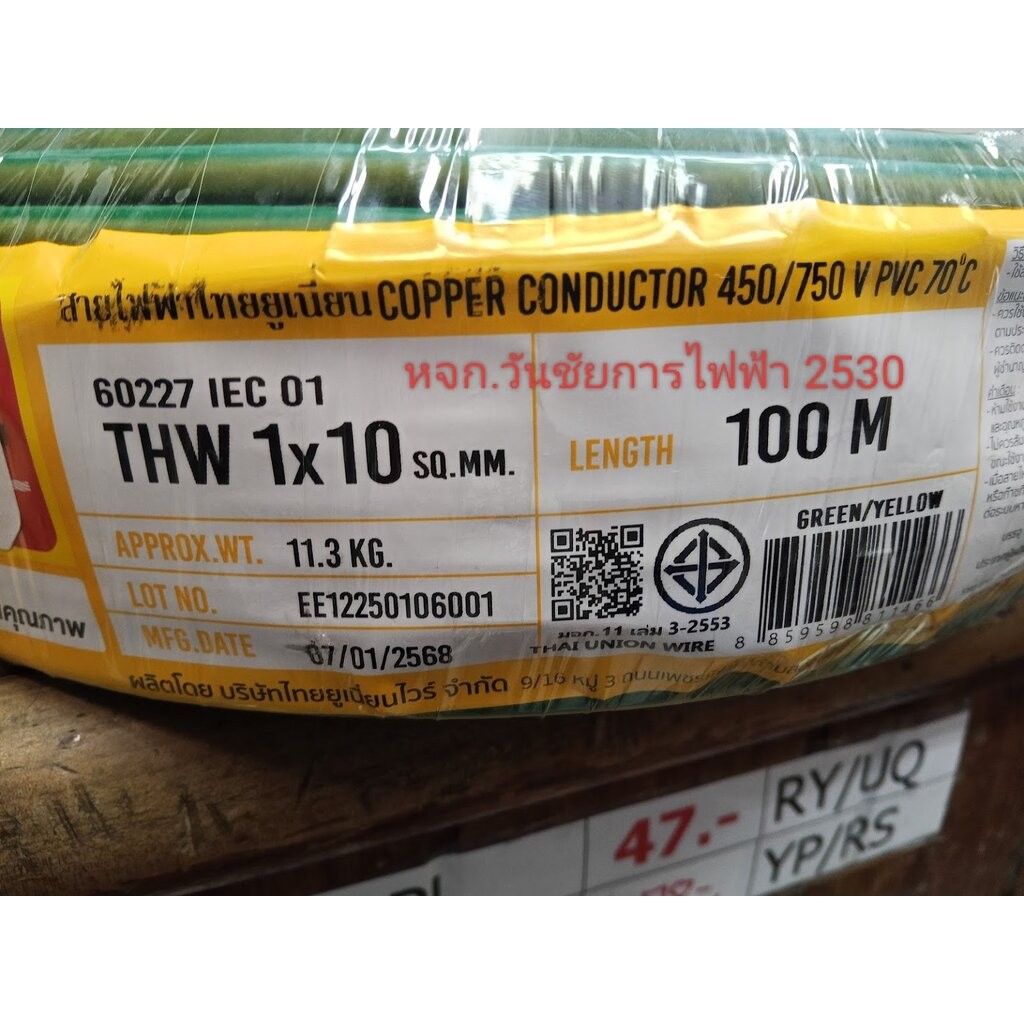 สายไฟฟ้าไทยยูเนี่ยน COPPER CONDUCTOR 450/750 V PVC 70°C
หจก.วันชัยการไฟฟ้า 2530
60227 IEC 01
THW 1x10 SQ.MM.
LENGTH 100 M
APPROX.WT. 11.3 KG.
LOT NO. EE12250106001
MFG.DATE 07/01/2568
GREEN/YELLOW
มอก. 11 เล่ม 3-2553
THAI UNION WIRE
ผลิตโดย บริษัทไทยยูเนี่ยนไวร์ จำกัด 9/16 หมู่ 3
คุณภาพ
47.-
RY/UQ
YP/RS